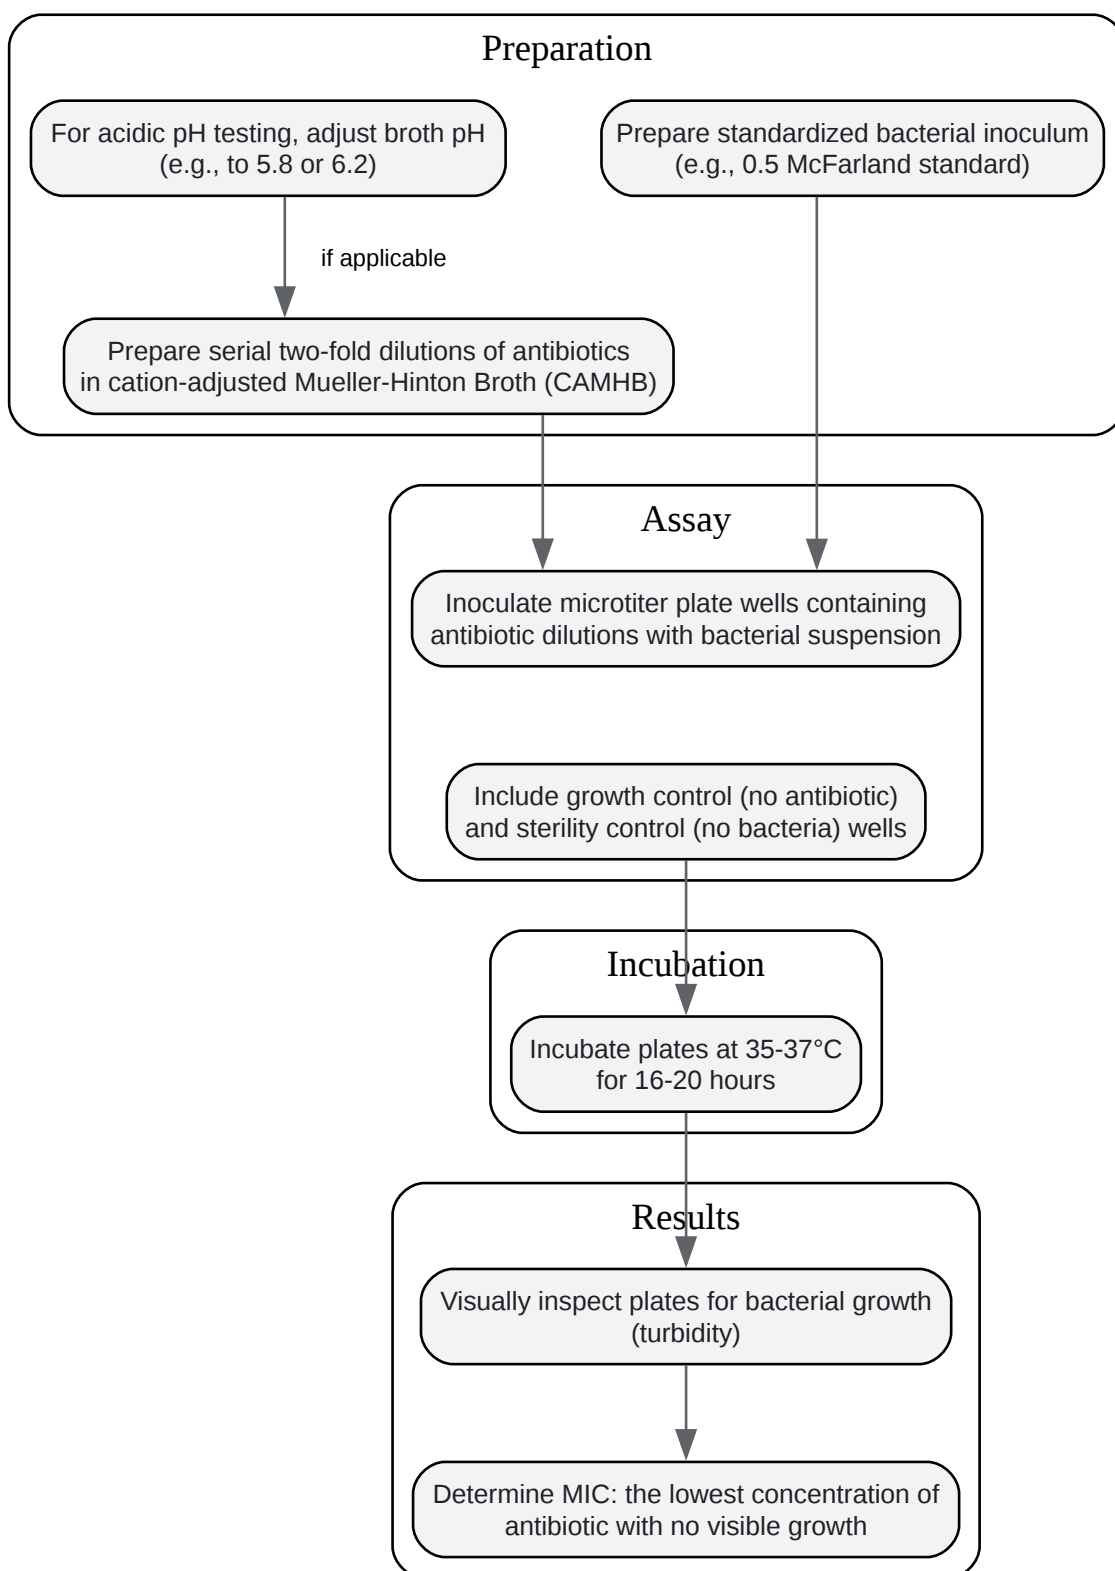 Preparation
For acidic pH testing, adjust broth pH
(e.g., to 5.8 or 6.2)
Prepare standardized bacterial inoculum
(e.g., 0.5 McFarland standard)
if applicable
Prepare serial two-fold dilutions of antibiotics
in cation-adjusted Mueller-Hinton Broth (CAMHB)
Assay
Inoculate microtiter plate wells containing
antibiotic dilutions with bacterial suspension
Include growth control (no antibiotic)
and sterility control (no bacteria) wells
Incubation
Incubate plates at 35-37°C
for 16-20 hours
Results
Visually inspect plates for bacterial growth
(turbidity)
Determine MIC: the lowest concentration of
antibiotic with no visible growth